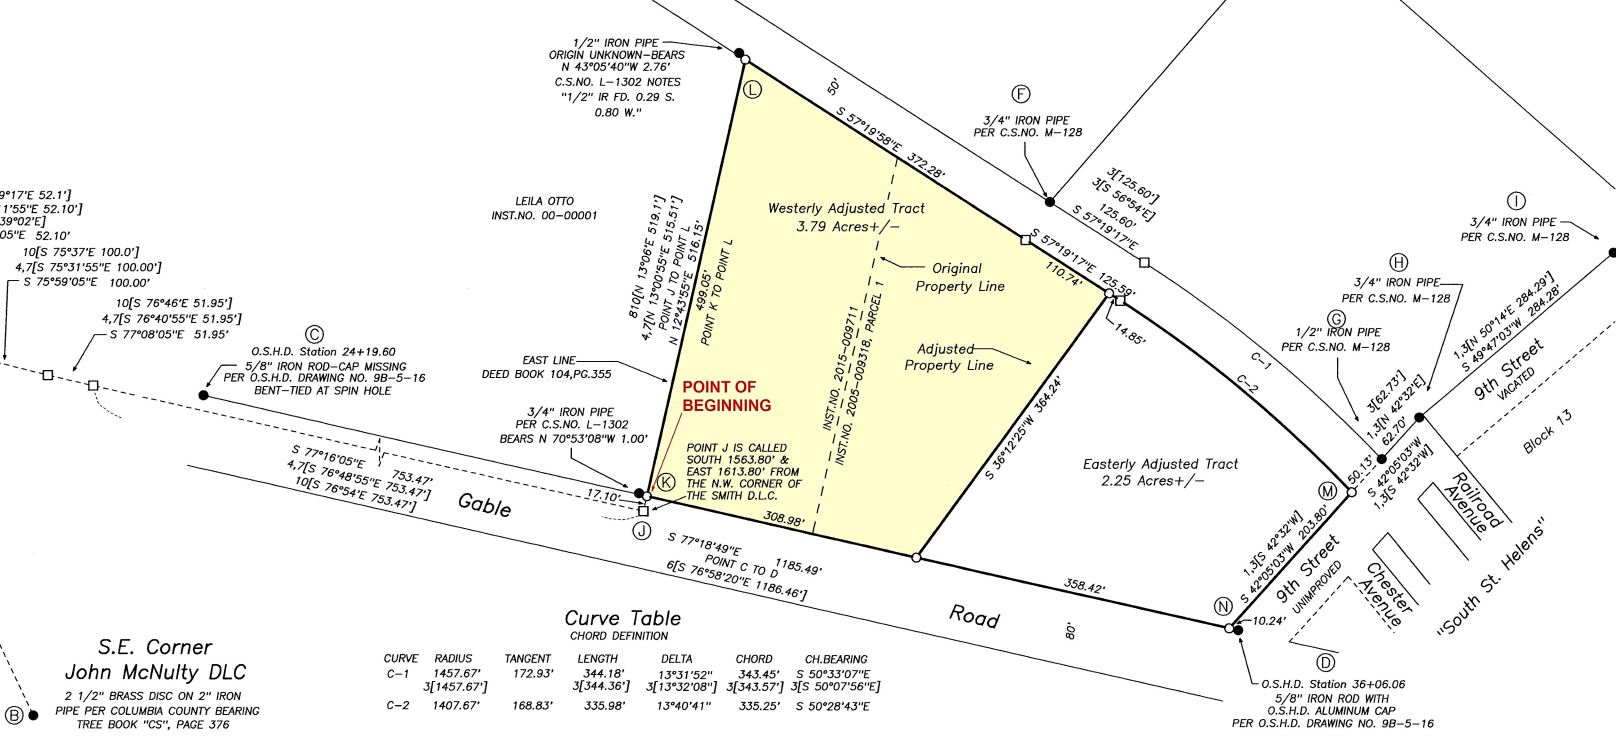 1/2" IRON PIPE
ORIGIN UNKNOWN-BEARS
N 43°05'40"W 2.76'
C.S.NO. L-1302 NOTES
"1/2" IR FD. 0.29 S.
0.80 W."
L
50'
S 57°19'58"E 372.28'
F
3/4" IRON PIPE
PER C.S.NO. M-128
3[125.60']
3[S 56°54'E]
125.60'
S 57°19'17"E
I
3/4" IRON PIPE
PER C.S.NO. M-128
H
3/4" IRON PIPE
PER C.S.NO. M-128
G
1/2" IRON PIPE
PER C.S.NO. M-128
9°17'E 52.1']
1'55"E 52.10']
39°02'E]
05"E 52.10'
10[S 75°37'E 100.0']
4,7[S 75°31'55"E 100.00']
S 75°59'05"E 100.00'
10[S 76°46'E 51.95']
4,7[S 76°40'55"E 51.95']
S 77°08'05"E 51.95'
LEILA OTTO
INST.NO. 00-00001
Westerly Adjusted Tract
3.79 Acres+/-
S 57°19'17"E 125.59'
110.74'
14.85'
Original
Property Line
Adjusted
Property Line
810[N 13°06'E 519.1']
4,7[N 13°00'55"E 515.51']
POINT J TO POINT L
N 12°43'55"E 516.15'
499.05'
POINT K TO POINT L
INST.NO. 2015-009711
INST.NO. 2005-009318, PARCEL 1
S 36°12'25"W 364.24'
C-1
C-2
3[62.73']
1,3[N 42°32'E]
62.70'
50.13'
S 42°05'03"W
1,3[S 42°32'W]
1,3[N 50°14'E 284.29']
S 49°47'03"W 284.28'
9th Street
VACATED
Block 13
C
O.S.H.D. Station 24+19.60
5/8" IRON ROD-CAP MISSING
PER O.S.H.D. DRAWING NO. 9B-5-16
BENT-TIED AT SPIN HOLE
EAST LINE
DEED BOOK 104,PG.355
3/4" IRON PIPE
PER C.S.NO. L-1302
BEARS N 70°53'08"W 1.00'
POINT OF
BEGINNING
POINT J IS CALLED
SOUTH 1563.80' &
EAST 1613.80' FROM
THE N.W. CORNER OF
THE SMITH D.L.C.
K
J
17.10'
308.98'
Easterly Adjusted Tract
2.25 Acres+/-
M
Railroad
Avenue
Chester
Avenue
"South St. Helens"
1,3[S 42°32'W]
S 42°05'03"W 203.80'
9th Street
UNIMPROVED
S 77°16'05"E 753.47'
4,7[S 76°48'55"E 753.47']
10[S 76°54'E 753.47']
Gable
S 77°18'49"E 1185.49'
POINT C TO D
6[S 76°58'20"E 1186.46']
358.42'
Road
80'
N
10.24'
D
O.S.H.D. Station 36+06.06
5/8" IRON ROD WITH
O.S.H.D. ALUMINUM CAP
PER O.S.H.D. DRAWING NO. 9B-5-16
S.E. Corner
John McNulty DLC
2 1/2" BRASS DISC ON 2" IRON
PIPE PER COLUMBIA COUNTY BEARING
TREE BOOK "CS", PAGE 376
B
Curve Table
CHORD DEFINITION
CURVE RADIUS TANGENT LENGTH DELTA CHORD CH.BEARING
C-1 1457.67' 172.93' 344.18' 13°31'52" 343.45' S 50°33'07"E
3[1457.67'] 3[344.36'] 3[13°32'08"] 3[343.57'] 3[S 50°07'56"E]
C-2 1407.67' 168.83' 335.98' 13°40'41" 335.25' S 50°28'43"E